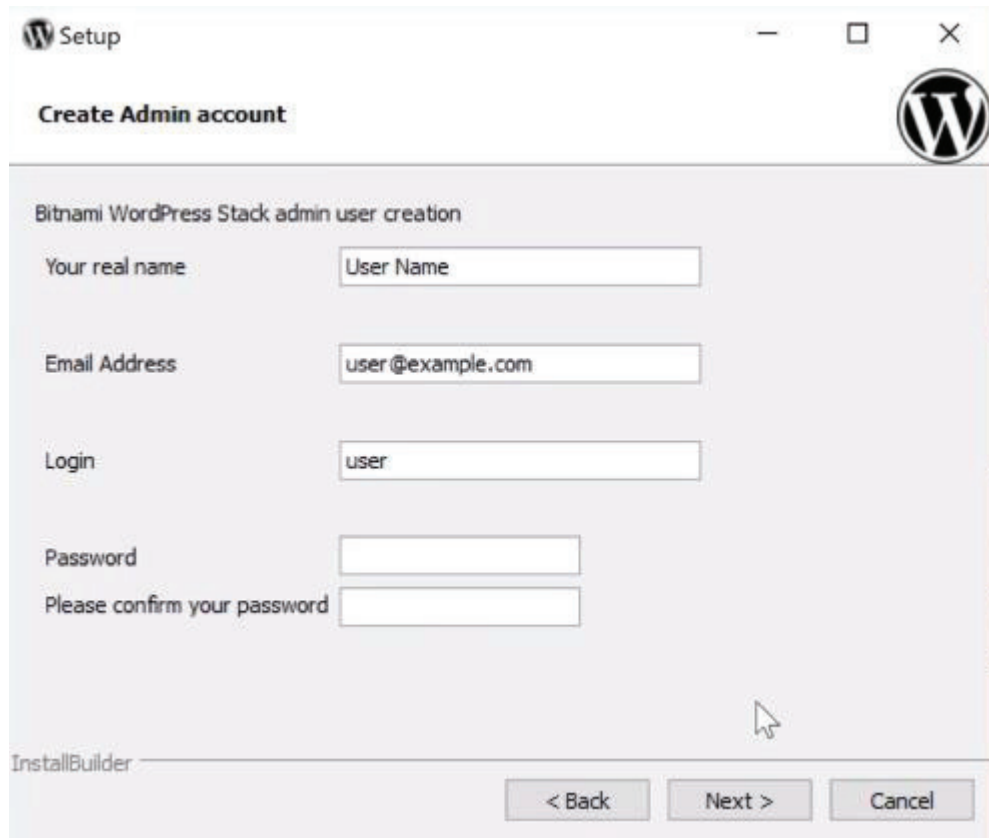 Setup
Create Admin account
Bitnami WordPress Stack admin user creation
Your real name User Name
Email Address user@example.com
Login user
Password
Please confirm your password
InstallBuilder
< Back Next > Cancel